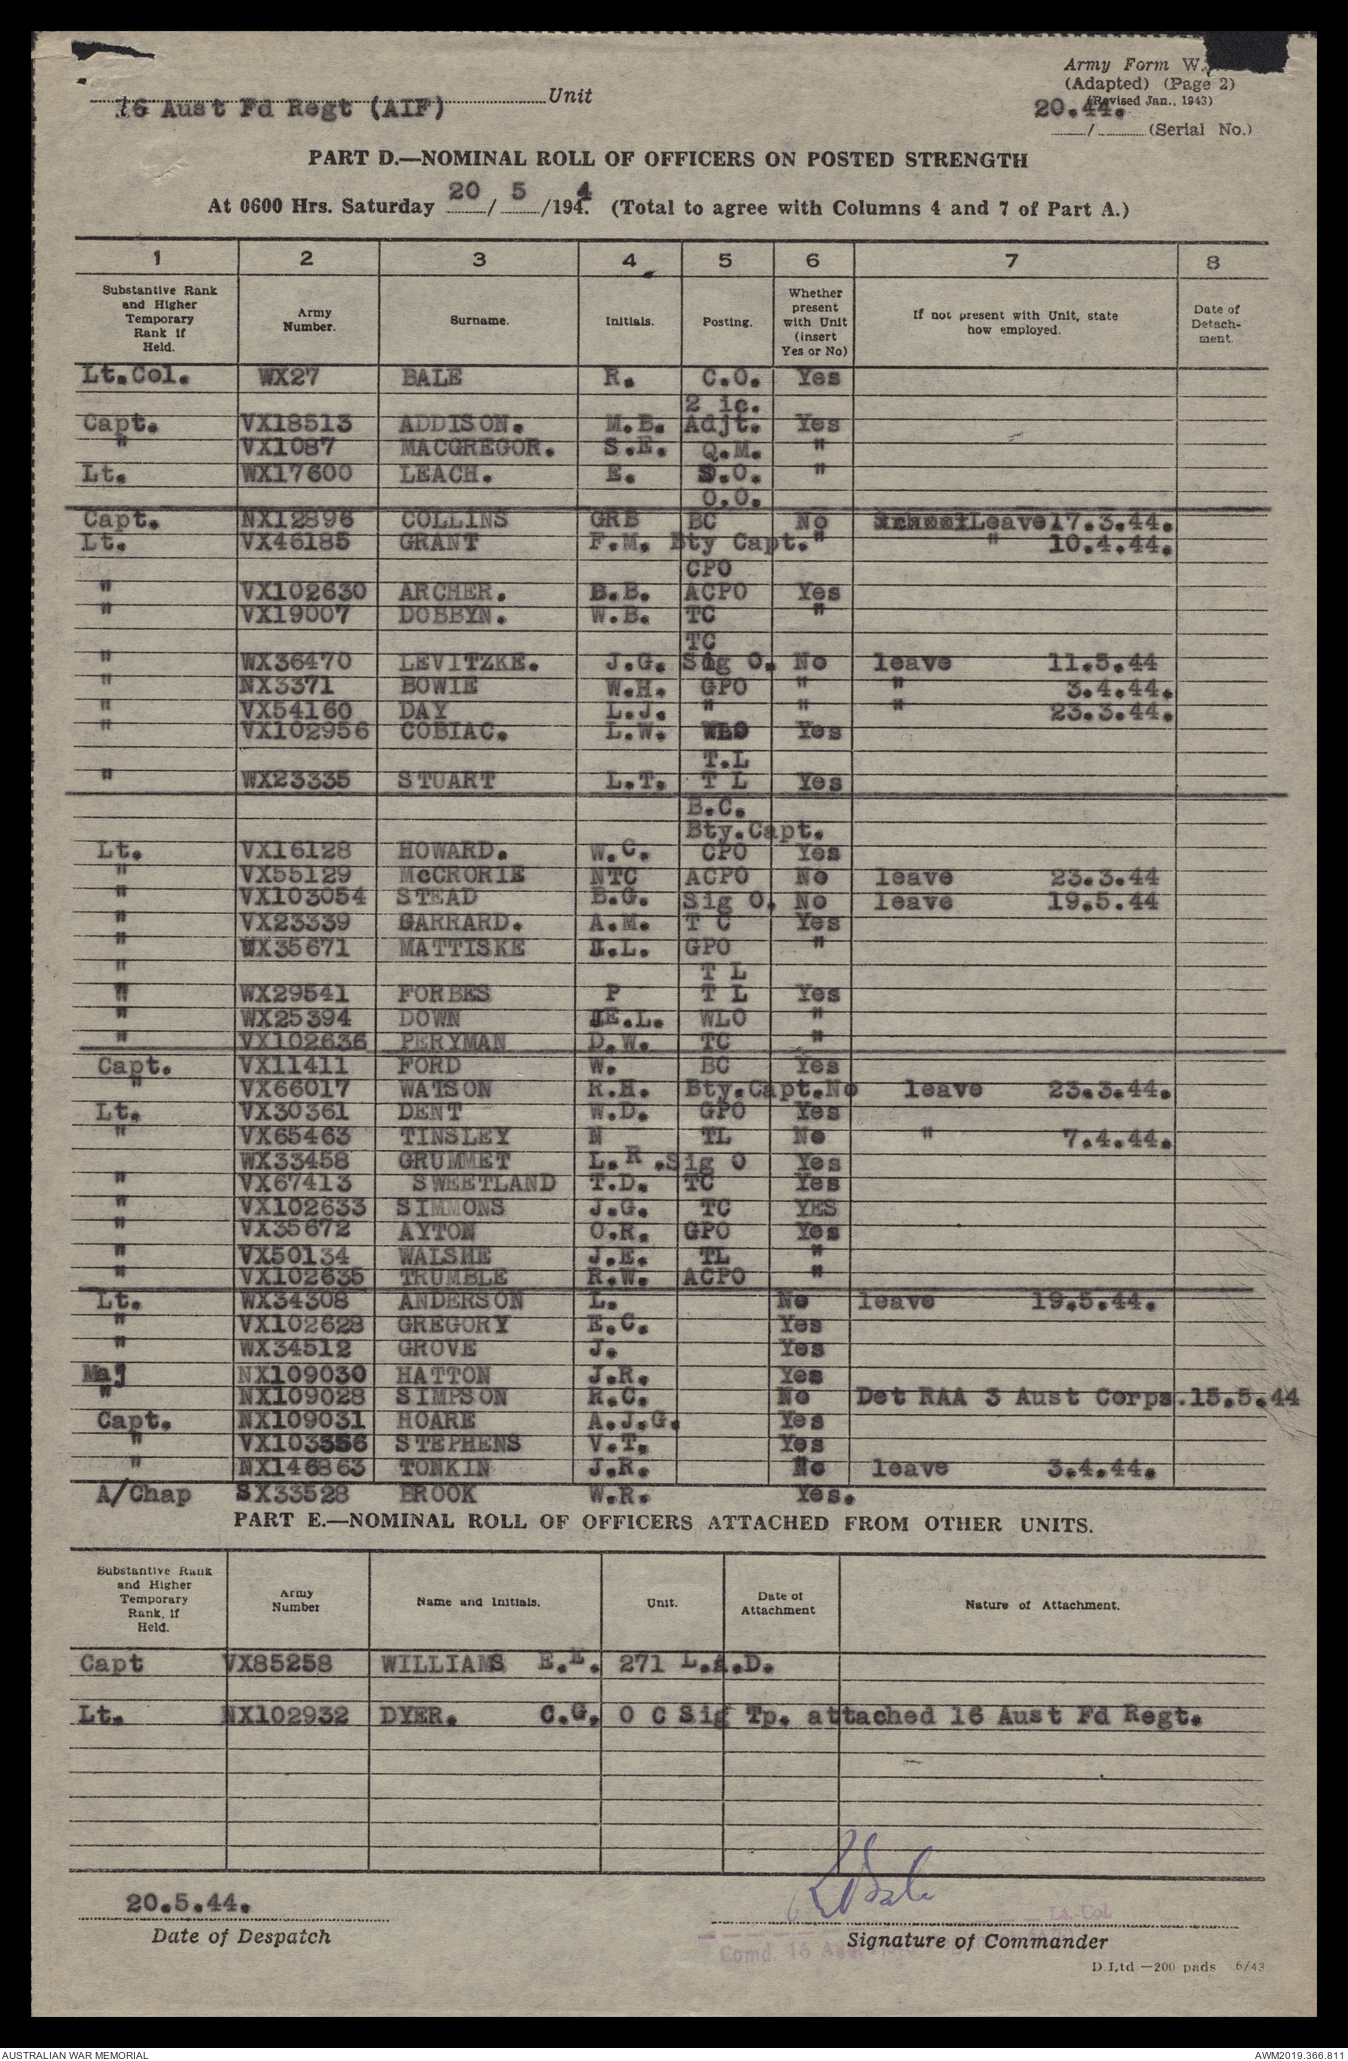 Army Form W.
(Adapted) (Page 2)
(Revised Jan., 1943)
16 Aust Fd Regt (AIF) Unit
20.44.
/ (Serial No.)
PART D.—NOMINAL ROLL OF OFFICERS ON POSTED STRENGTH
At 0600 Hrs. Saturday 20 / 5 /1944. (Total to agree with Columns 4 and 7 of Part A.)
1 2 3 4 5 6 7 8
Substantive Rank and Higher Temporary Rank if Held. Army Number. Surname. Initials. Posting. Whether present with Unit (insert Yes or No) If not present with Unit, state how employed. Date of Detach-ment.
Lt.Col. WX27 BALE R. C.O. Yes
2 ic.
Capt. VX18513 ADDISON. M.B. Adjt. Yes
" VX1087 MACGREGOR. S.E. Q.M. "
Lt. WX17600 LEACH. E. S.O. "
O.O.
Capt. NX12896 COLLINS GRB BC No Leave 17.3.44.
Lt. VX46185 GRANT F.M. Bty Capt. " " 10.4.44.
CPO
" VX102630 ARCHER. B.B. ACPO Yes
" VX19007 DOBBYN. W.B. TC "
TC
" WX36470 LEVITZKE. J.G. Sig O. No leave 11.5.44
" NX3371 BOWIE W.H. GPO " " 3.4.44.
" VX54160 DAY L.J. " " " 23.3.44.
" VX102956 COBIAC. L.W. WLO Yes
T.L
" WX23335 STUART L.T. T L Yes
B.C.
Bty.Capt.
Lt. VX16128 HOWARD. W.C. CPO Yes
" VX55129 McCRORIE NTC ACPO No leave 23.3.44
" VX103054 STEAD B.G. Sig O. No leave 19.5.44
" VX23339 GARRARD. A.M. T C Yes
" WX35671 MATTISKE .L. GPO "
" T L
" WX29541 FORBES P T L Yes
" WX25394 DOWN E.L. WLO "
" VX102636 PERYMAN D.W. TC "
Capt. VX11411 FORD W. BC Yes
" VX66017 WATSON R.H. Bty.Capt. No leave 23.3.44.
Lt. VX30361 DENT W.D. GPO Yes
" VX65463 TINSLEY N TL No " 7.4.44.
WX33458 GRUMMET L.R. Sig O Yes
" VX67413 SWEETLAND T.D. TC Yes
" VX102633 SIMMONS J.G. TC YES
" VX35672 AYTON O.R. GPO Yes
" VX50134 WALSHE J.E. TL "
" VX102635 TRUMBLE R.W. ACPO "
Lt. WX34308 ANDERSON L. No leave 19.5.44.
" VX102628 GREGORY E.C. Yes
" WX34512 GROVE J. Yes
Maj NX109030 HATTON J.R. Yes
" NX109028 SIMPSON R.C. No Det RAA 3 Aust Corps. 15.5.44
Capt. NX109031 HOARE A.J.G. Yes
" VX103556 STEPHENS V.T. Yes
" NX146863 TONKIN J.R. No leave 3.4.44.
A/Chap SX33528 BROOK W.R. Yes.
PART E.—NOMINAL ROLL OF OFFICERS ATTACHED FROM OTHER UNITS.
Substantive Rank and Higher Temporary Rank, if Held. Army Number Name and Initials. Unit. Date of Attachment Nature of Attachment.
Capt VX85258 WILLIAMS E.E. 271 L.A.D.
Lt. NX102932 DYER. C.G. O C Sig Tp. attached 16 Aust Fd Regt.
20.5.44.
Date of Despatch
R Bale
Lt-Col
Comd. 16
Signature of Commander
D.Ltd —200 pads 6/43
AUSTRALIAN WAR MEMORIAL
AWM2019.366.811